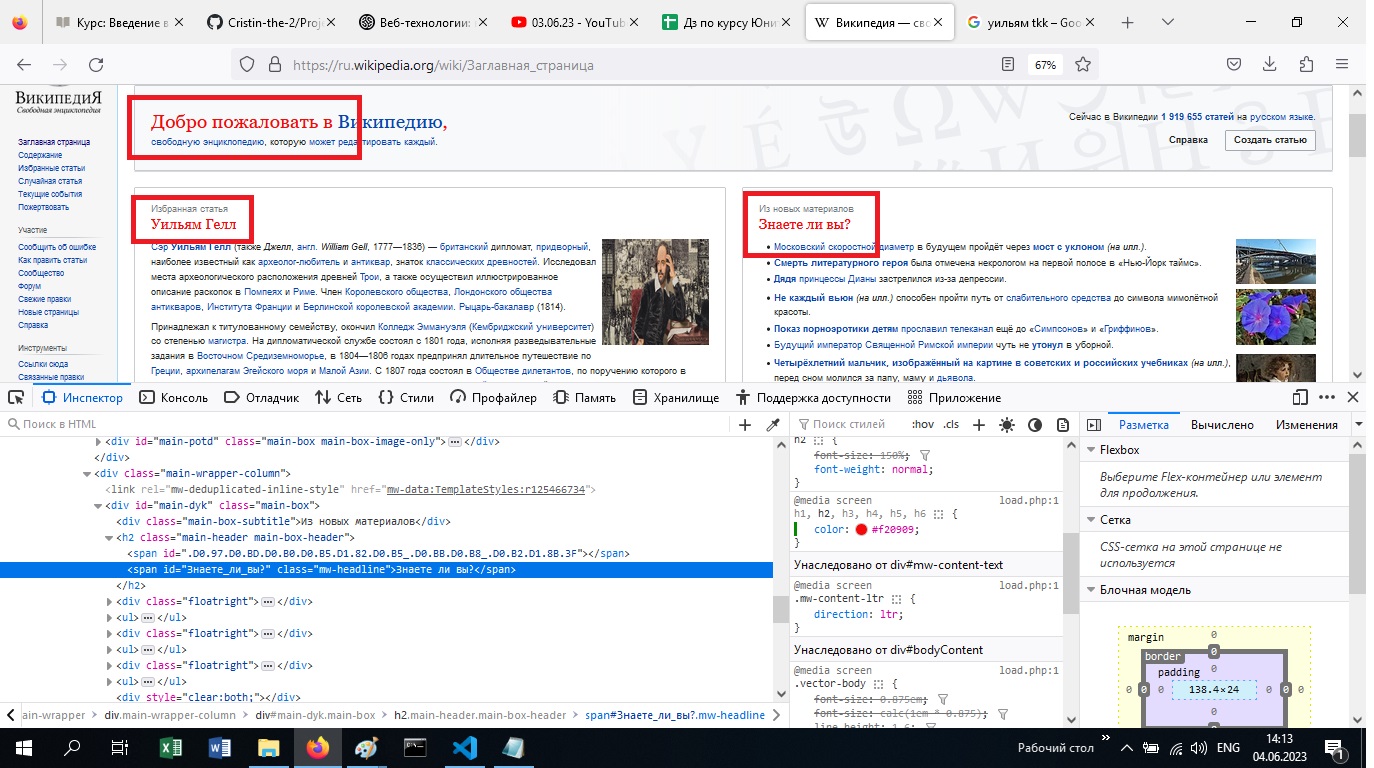 Курс: Введение в
Cristin-the-2/Proje
Веб-технологии:
03.06.23 - YouTub
Дз по курсу Юни
Википедия — сво
уильям tkk – Goo
https://ru.wikipedia.org/wiki/Заглавная_страница
67%
ВИКИПЕДИЯ
Свободная энциклопедия
Заглавная страница
Содержание
Избранные статьи
Случайная статья
Текущие события
Пожертвовать
Участие
Сообщить об ошибке
Как править статьи
Сообщество
Форум
Свежие правки
Новые страницы
Справка
Инструменты
Ссылки сюда
Связанные правки
Добро пожаловать в Википедию,
свободную энциклопедию, которую может редактировать каждый.
Сейчас в Википедии 1 919 655 статей на русском языке.
Справка
Создать статью
Избранная статья
Уильям Гелл
Сэр Уильям Гелл (также Джелл, англ. William Gell, 1777—1836) — британский дипломат, придворный,
наиболее известный как археолог-любитель и антиквар, знаток классических древностей. Исследовал
места археологического расположения древней Трои, а также осуществил иллюстрированное
описание раскопок в Помпеях и Риме. Член Королевского общества, Лондонского общества
антикваров, Института Франции и Берлинской королевской академии. Рыцарь-бакалавр (1814).
Принадлежал к титулованному семейству, окончил Колледж Эммануэля (Кембриджский университет)
со степенью магистра. На дипломатической службе состоял с 1801 года, исполняя разведывательные
задания в Восточном Средиземноморье, в 1804—1806 годах предпринял длительное путешествие по
Греции, архипелагам Эгейского моря и Малой Азии. С 1807 года состоял в Обществе дилетантов, по поручению которого в
Из новых материалов
Знаете ли вы?
Московский скоростной диаметр в будущем пройдёт через мост с уклоном (на илл.).
Смерть литературного героя была отмечена некрологом на первой полосе в «Нью-Йорк таймс».
Дядя принцессы Дианы застрелился из-за депрессии.
Не каждый вьюн (на илл.) способен пройти путь от слабительного средства до символа мимолётной
красоты.
Показ порноэротики детям прославил телеканал ещё до «Симпсонов» и «Гриффинов».
Будущий император Священной Римской империи чуть не утонул в уборной.
Четырёхлетний мальчик, изображённый на картине в советских и российских учебниках (на илл.),
перед сном молился за папу, маму и дьявола.
Инспектор
Консоль
Отладчик
Сеть
Стили
Профайлер
Память
Хранилище
Поддержка доступности
Приложение
Поиск в HTML
<div id="main-potd" class="main-box main-box-image-only"></div>
</div>
<div class="main-wrapper-column">
<link rel="mw-deduplicated-inline-style" href="mw-data:TemplateStyles:r125466734">
<div id="main-dyk" class="main-box">
<div class="main-box-subtitle">Из новых материалов</div>
<h2 class="main-header main-box-header">
<span id=".D0.97.D0.BD.D0.B0.D0.B5.D1.82.D0.B5_.D0.BB.D0.B8_.D0.B2.D1.8B.3F"></span>
<span id="Знаете_ли_вы?" class="mw-headline">Знаете ли вы?</span>
</h2>
<div class="floatright"></div>
<ul></ul>
<div class="floatright"></div>
<ul></ul>
<div class="floatright"></div>
<ul></ul>
<div style="clear:both;"></div>
ain-wrapper
div.main-wrapper-column
div#main-dyk.main-box
h2.main-header.main-box-header
span#Знаете_ли_вы?.mw-headline
Поиск стилей
:hov
.cls
h2 {
font-size: 150%;
font-weight: normal;
}
@media screen load.php:1
h1, h2, h3, h4, h5, h6 {
color: #f20909;
}
Унаследовано от div#mw-content-text
@media screen load.php:1
.mw-content-ltr {
direction: ltr;
}
Унаследовано от div#bodyContent
@media screen load.php:1
.vector-body {
font-size: 0.875em;
font-size: calc(1em * 0.875);
line-height: 1.6;
Разметка
Вычислено
Изменения
Flexbox
Выберите Flex-контейнер или элемент
для продолжения.
Сетка
CSS-сетка на этой странице не
используется
Блочная модель
margin
0
border
0
padding
0
0 0 0 138.4×24 0 0 0
0
0
Рабочий стол
ENG
14:13
04.06.2023
1